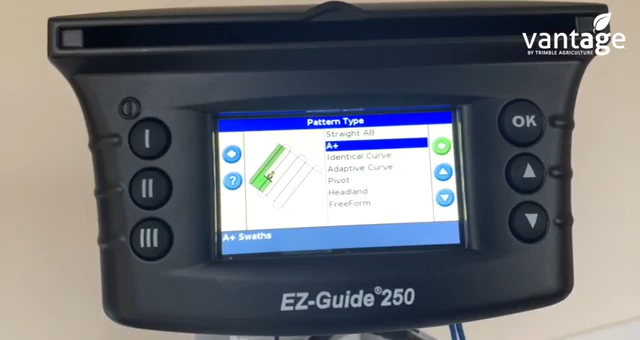 vantage
BY TRIMBLE AGRICULTURE
Pattern Type
Straight AB
A+
Identical Curve
Adaptive Curve
Pivot
Headland
FreeForm
?
A+ Swaths
I
II
III
OK
EZ-Guide®250